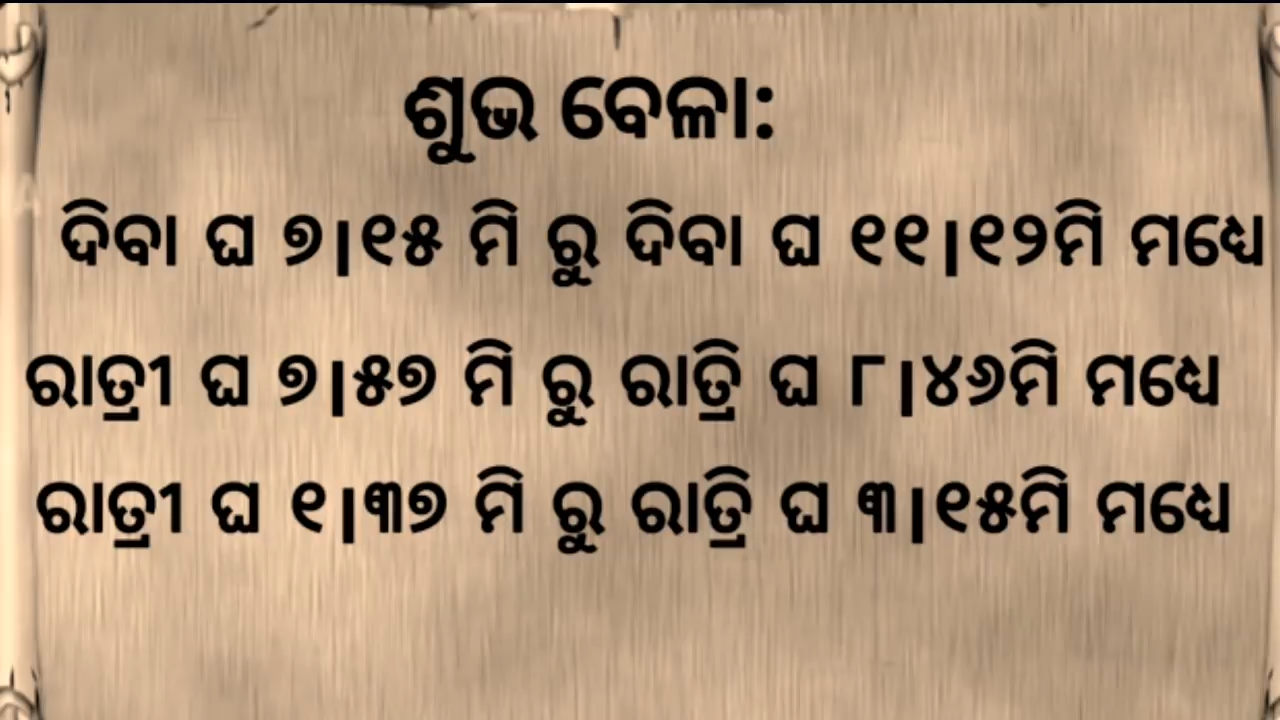 ଶୁଭ ବେଳା:
ଦିବା ଘ ୭|୧୫ ମି ରୁ ଦିବା ଘ ୧୧|୧୨ମି ମଧ୍ୟେ
ରାତ୍ରୀ ଘ ୭|୫୭ ମି ରୁ ରାତ୍ରି ଘ ୮|୪୬ମି ମଧ୍ୟେ
ରାତ୍ରୀ ଘ ୧|୩୭ ମି ରୁ ରାତ୍ରି ଘ ୩|୧୫ମି ମଧ୍ୟେ